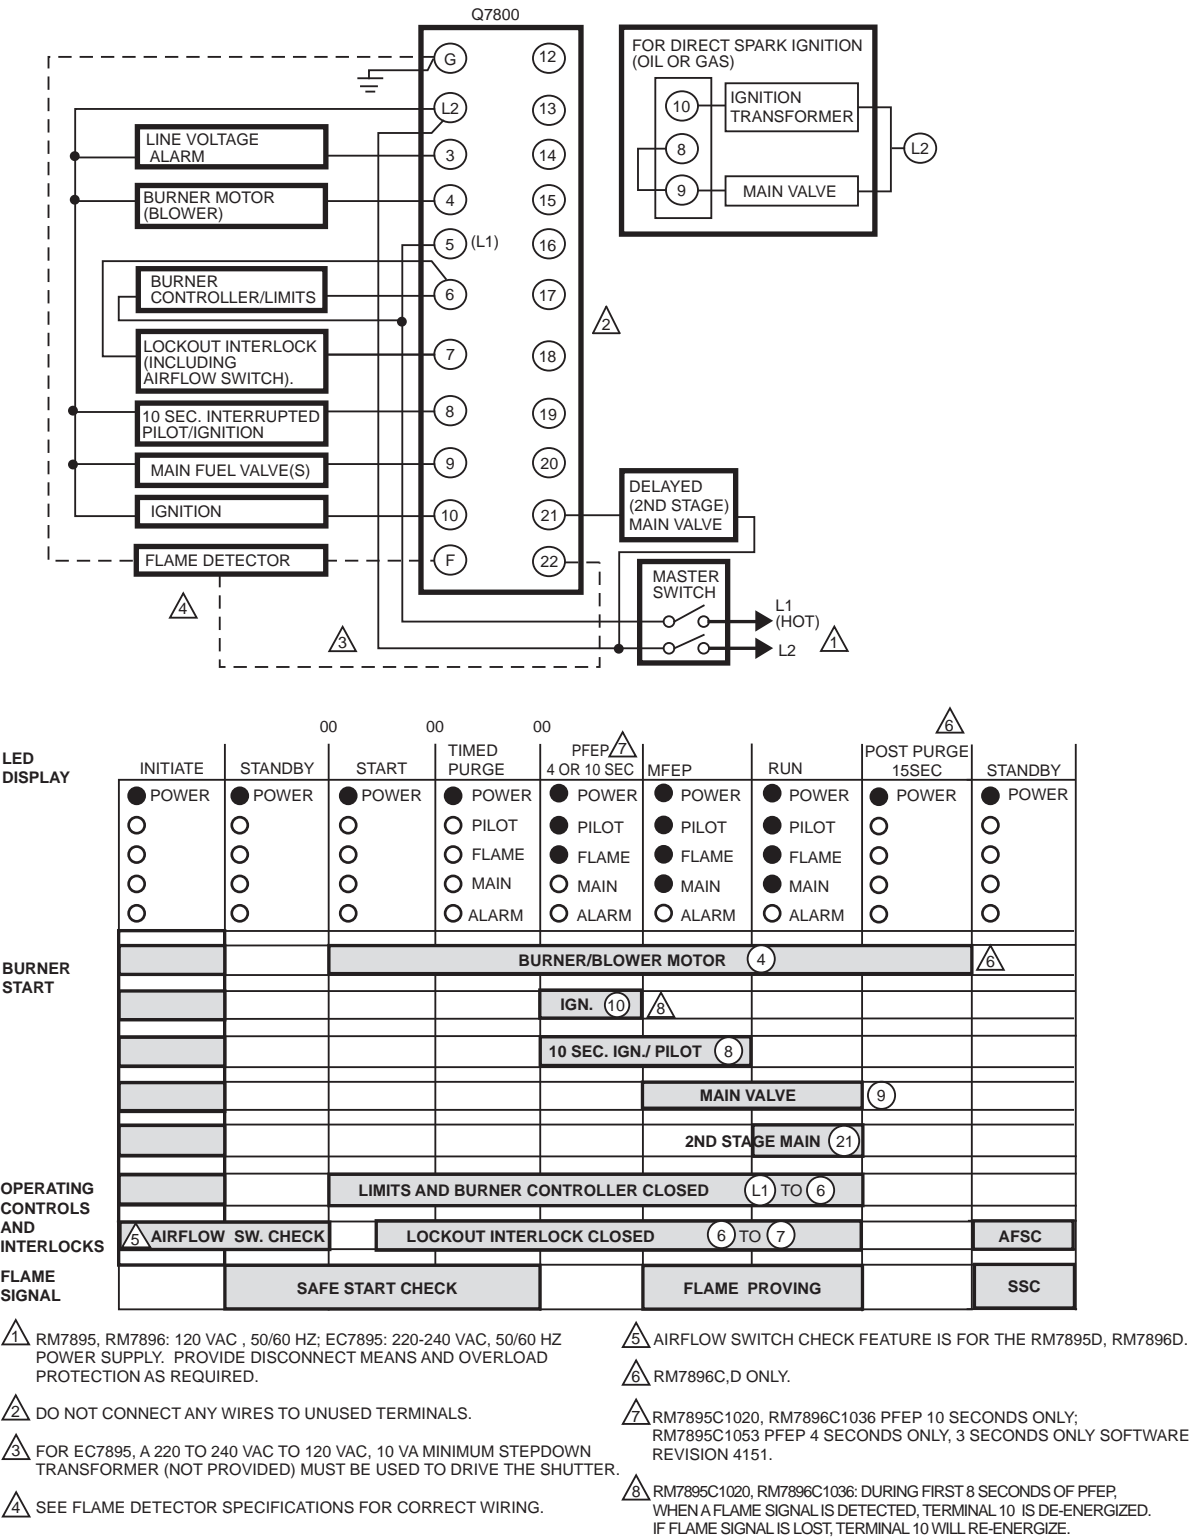 Q7800
G
12
L2
13
3
14
4
15
5
(L1)
16
6
17
7
18
8
19
9
20
10
21
F
22
LINE VOLTAGE
ALARM
BURNER MOTOR
(BLOWER)
BURNER
CONTROLLER/LIMITS
LOCKOUT INTERLOCK
(INCLUDING
AIRFLOW SWITCH).
10 SEC. INTERRUPTED
PILOT/IGNITION
MAIN FUEL VALVE(S)
IGNITION
FLAME DETECTOR
4
3
2
FOR DIRECT SPARK IGNITION
(OIL OR GAS)
10
IGNITION
TRANSFORMER
8
L2
9
MAIN VALVE
DELAYED
(2ND STAGE)
MAIN VALVE
MASTER
SWITCH
L1
(HOT)
L2
1
00
00
00
6
LED
DISPLAY
INITIATE
STANDBY
START
TIMED
PURGE
PFEP
7
4 OR 10 SEC
MFEP
RUN
POST PURGE
15SEC
STANDBY
POWER
POWER
POWER
POWER
POWER
POWER
POWER
POWER
POWER
PILOT
PILOT
PILOT
PILOT
FLAME
FLAME
FLAME
FLAME
MAIN
MAIN
MAIN
MAIN
ALARM
ALARM
ALARM
ALARM
BURNER
START
BURNER/BLOWER MOTOR 4
6
IGN. 10
8
10 SEC. IGN./ PILOT 8
MAIN VALVE
9
2ND STAGE MAIN 21
OPERATING
CONTROLS
AND
INTERLOCKS
LIMITS AND BURNER CONTROLLER CLOSED L1 TO 6
5 AIRFLOW SW. CHECK
LOCKOUT INTERLOCK CLOSED 6 TO 7
AFSC
FLAME
SIGNAL
SAFE START CHECK
FLAME PROVING
SSC
1 RM7895, RM7896: 120 VAC , 50/60 HZ; EC7895: 220-240 VAC, 50/60 HZ
POWER SUPPLY. PROVIDE DISCONNECT MEANS AND OVERLOAD
PROTECTION AS REQUIRED.
2 DO NOT CONNECT ANY WIRES TO UNUSED TERMINALS.
3 FOR EC7895, A 220 TO 240 VAC TO 120 VAC, 10 VA MINIMUM STEPDOWN
TRANSFORMER (NOT PROVIDED) MUST BE USED TO DRIVE THE SHUTTER.
4 SEE FLAME DETECTOR SPECIFICATIONS FOR CORRECT WIRING.
5 AIRFLOW SWITCH CHECK FEATURE IS FOR THE RM7895D, RM7896D.
6 RM7896C,D ONLY.
7 RM7895C1020, RM7896C1036 PFEP 10 SECONDS ONLY;
RM7895C1053 PFEP 4 SECONDS ONLY, 3 SECONDS ONLY SOFTWARE
REVISION 4151.
8 RM7895C1020, RM7896C1036: DURING FIRST 8 SECONDS OF PFEP,
WHEN A FLAME SIGNAL IS DETECTED, TERMINAL 10 IS DE-ENERGIZED.
IF FLAME SIGNAL IS LOST, TERMINAL 10 WILL RE-ENERGIZE.